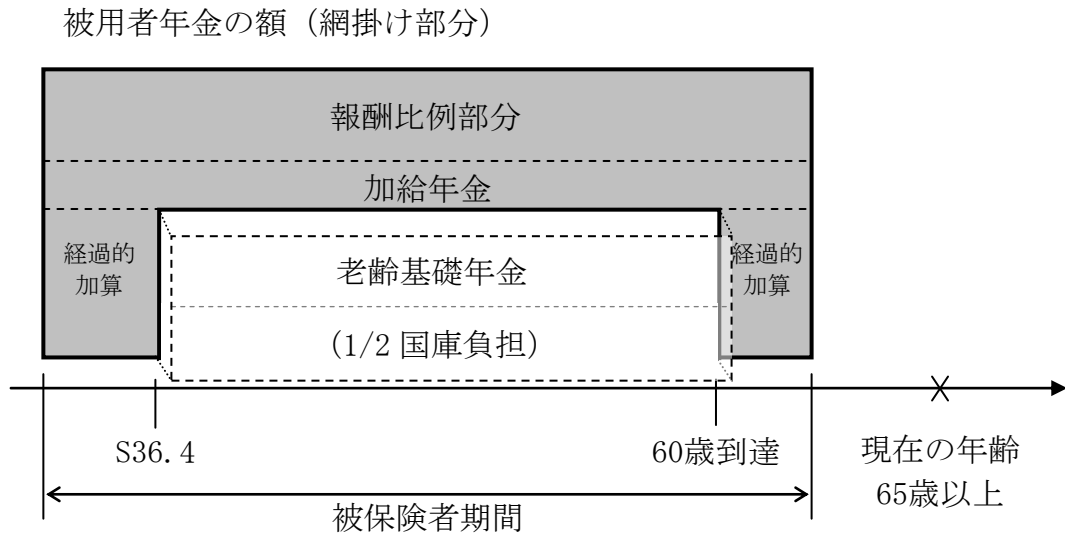 被用者年金の額（網掛け部分）
報酬比例部分
加給年金
経過的
加算
老齢基礎年金
(1/2 国庫負担)
経過的
加算
S36.4
60歳到達
現在の年齢
65歳以上
被保険者期間